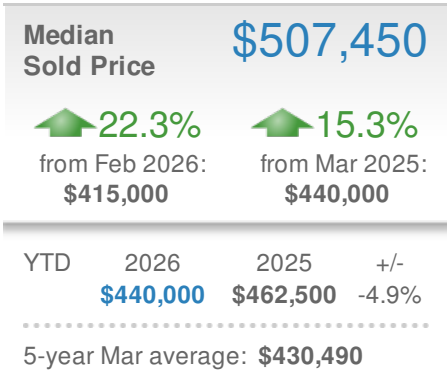 Median
Sold Price
$507,450
22.3% 15.3%
from Feb 2026: from Mar 2025:
$415,000 $440,000
YTD 2026 2025 +/-
$440,000 $462,500 -4.9%
5-year Mar average: $430,490